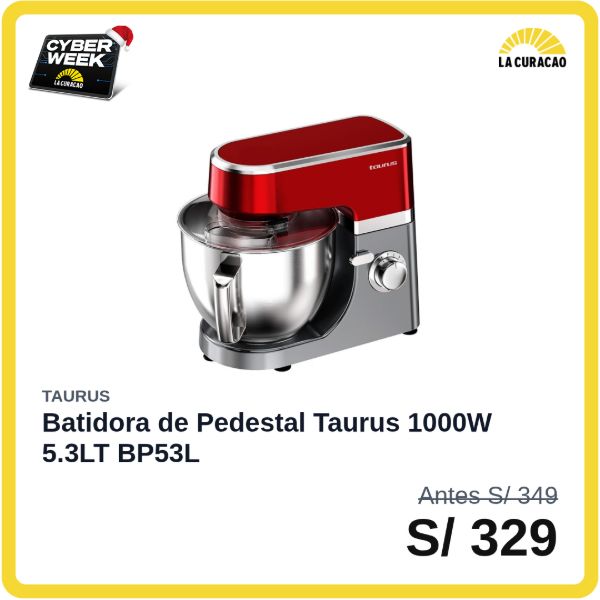 CYBER
WEEK
LA CURACAO
LA CURACAO
taurus
TAURUS
Batidora de Pedestal Taurus 1000W
5.3LT BP53L
Antes S/ 349
S/ 329